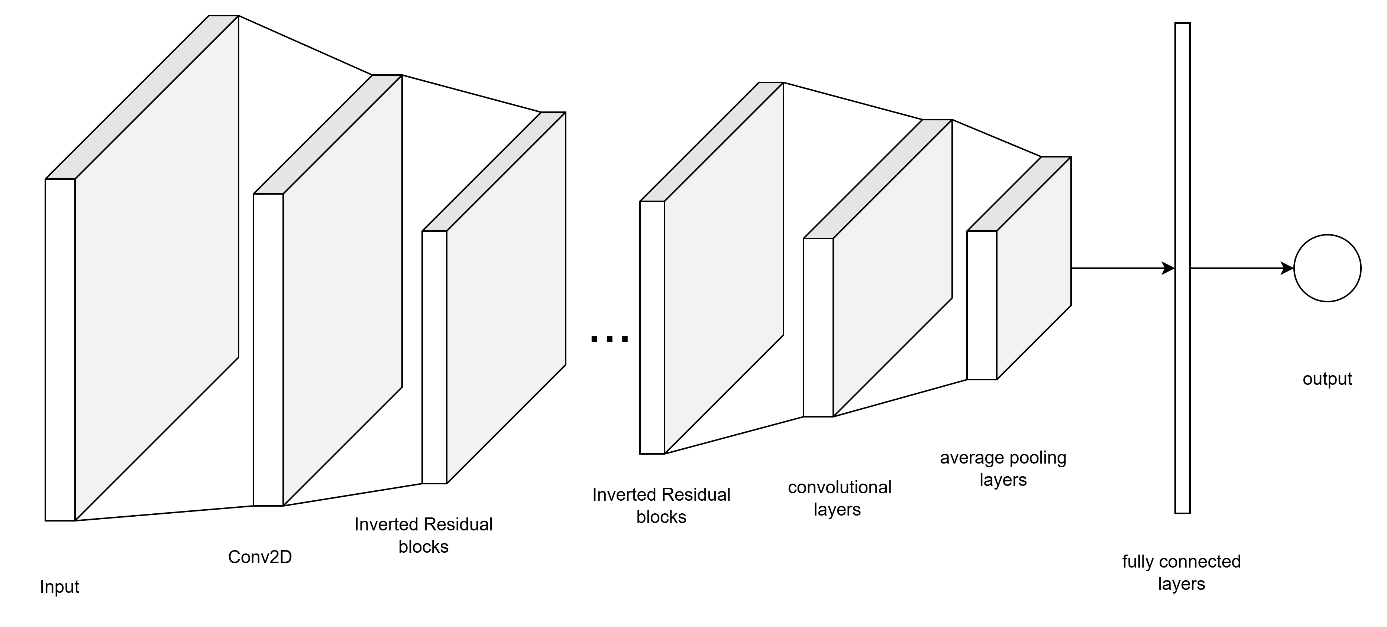 Input
Conv2D
Inverted Residual
blocks
...
Inverted Residual
blocks
convolutional
layers
average pooling
layers
fully connected
layers
output